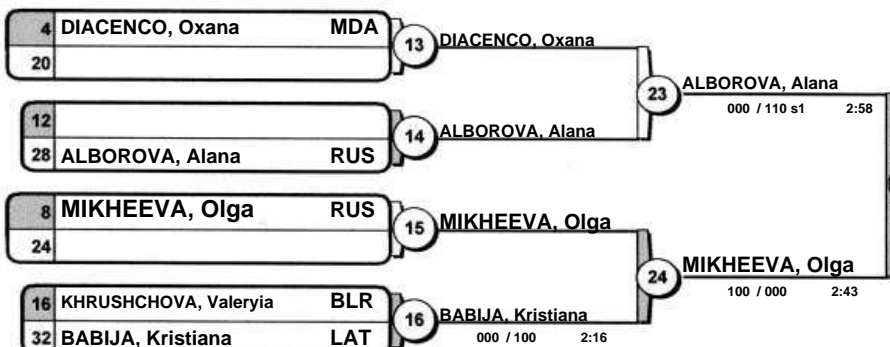 4 DIACENCO, Oxana MDA
20
13 DIACENCO, Oxana
12
28 ALBOROVA, Alana RUS
14 ALBOROVA, Alana
23 ALBOROVA, Alana
000 / 110 s1 2:58
8 MIKHEEVA, Olga RUS
24
15 MIKHEEVA, Olga
16 KHRUSHCHOVA, Valeryia BLR
32 BABIJA, Kristiana LAT
16 BABIJA, Kristiana
000 / 100 2:16
24 MIKHEEVA, Olga
100 / 000 2:43